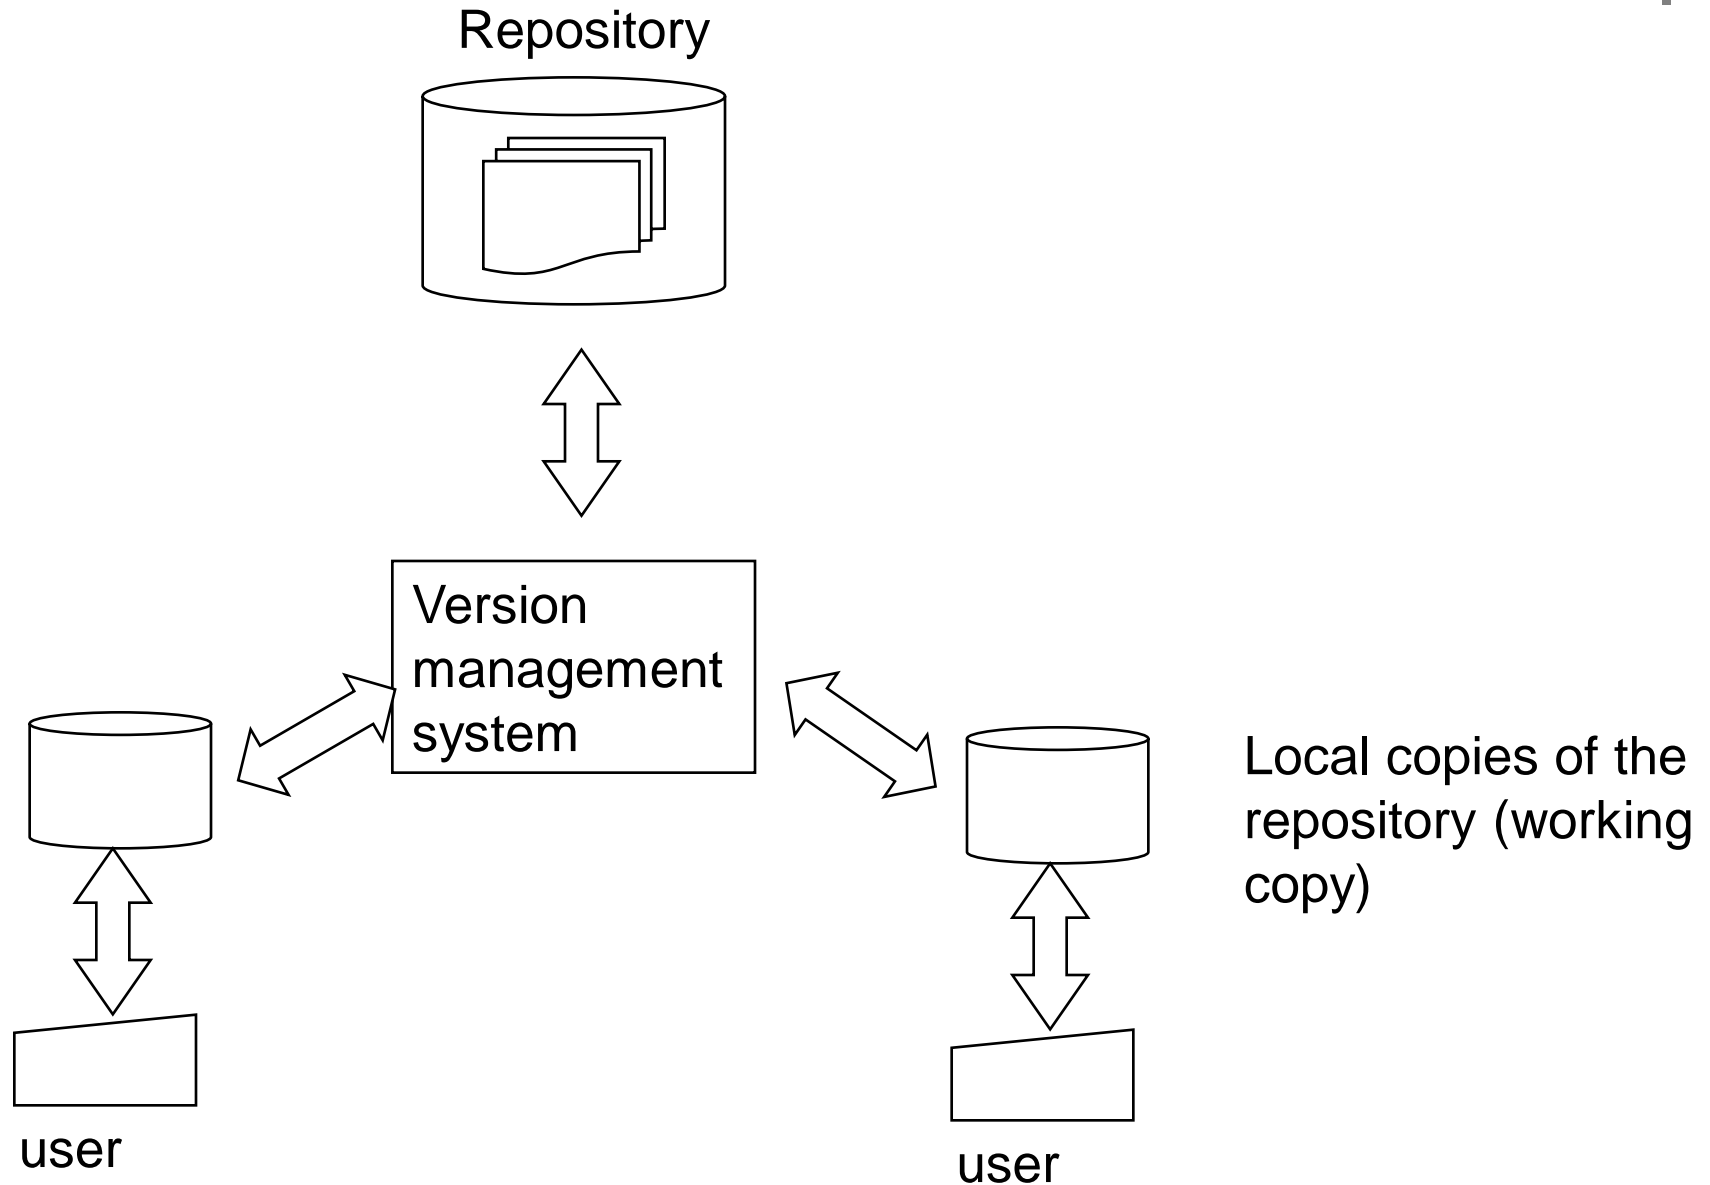 Repository
Version
management
system
Local copies of the
repository (working
copy)
user
user